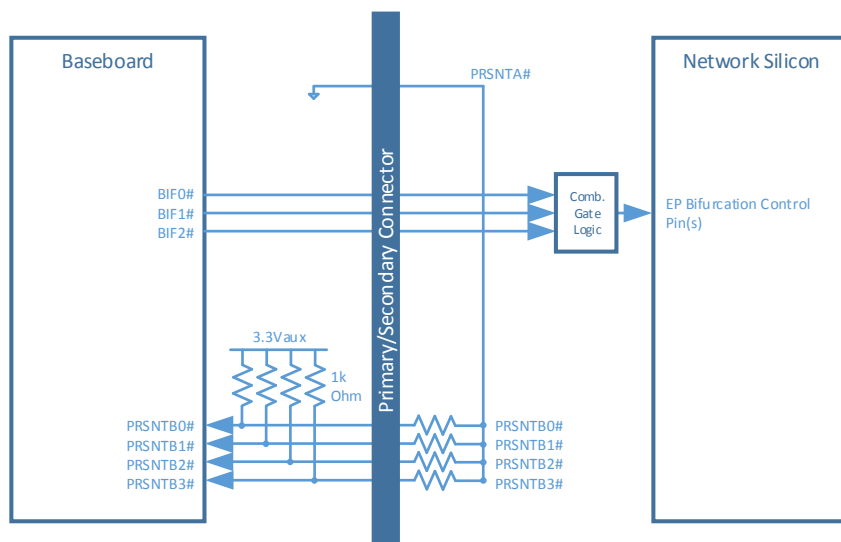 Baseboard
Network Silicon
PRSNTA#
Primary/Secondary Connector
BIF0#
BIF1#
BIF2#
Comb.
Gate
Logic
EP Bifurcation Control
Pin(s)
3.3Vaux
1k
Ohm
PRSNTB0#
PRSNTB1#
PRSNTB2#
PRSNTB3#
PRSNTB0#
PRSNTB1#
PRSNTB2#
PRSNTB3#